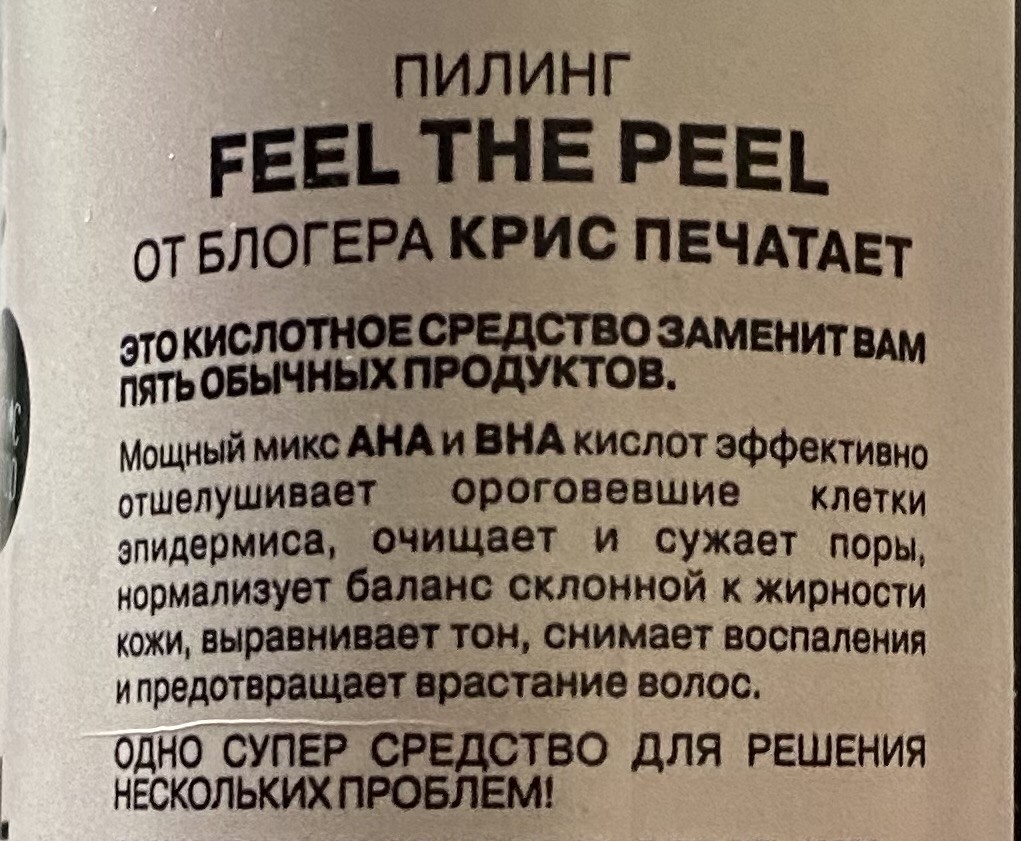 ПИЛИНГ
FEEL THE PEEL
ОТ БЛОГЕРА КРИС ПЕЧАТАЕТ
ЭТО КИСЛОТНОЕ СРЕДСТВО ЗАМЕНИТ ВАМ
ПЯТЬ ОБЫЧНЫХ ПРОДУКТОВ.
Мощный микс АНА и ВНА кислот эффективно
отшелушивает ороговевшие клетки
эпидермиса, очищает и сужает поры,
нормализует баланс склонной к жирности
кожи, выравнивает тон, снимает воспаления
и предотвращает врастание волос.
ОДНО СУПЕР СРЕДСТВО ДЛЯ РЕШЕНИЯ
НЕСКОЛЬКИХ ПРОБЛЕМ!